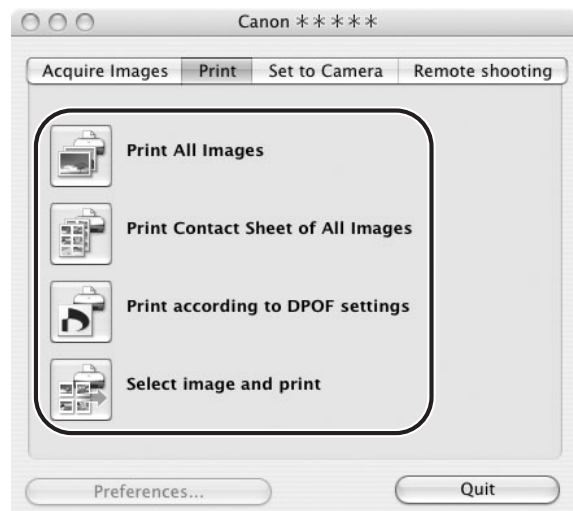 Canon ＊＊＊＊＊
Acquire Images Print Set to Camera Remote shooting
Print All Images
Print Contact Sheet of All Images
Print according to DPOF settings
Select image and print
Preferences... Quit